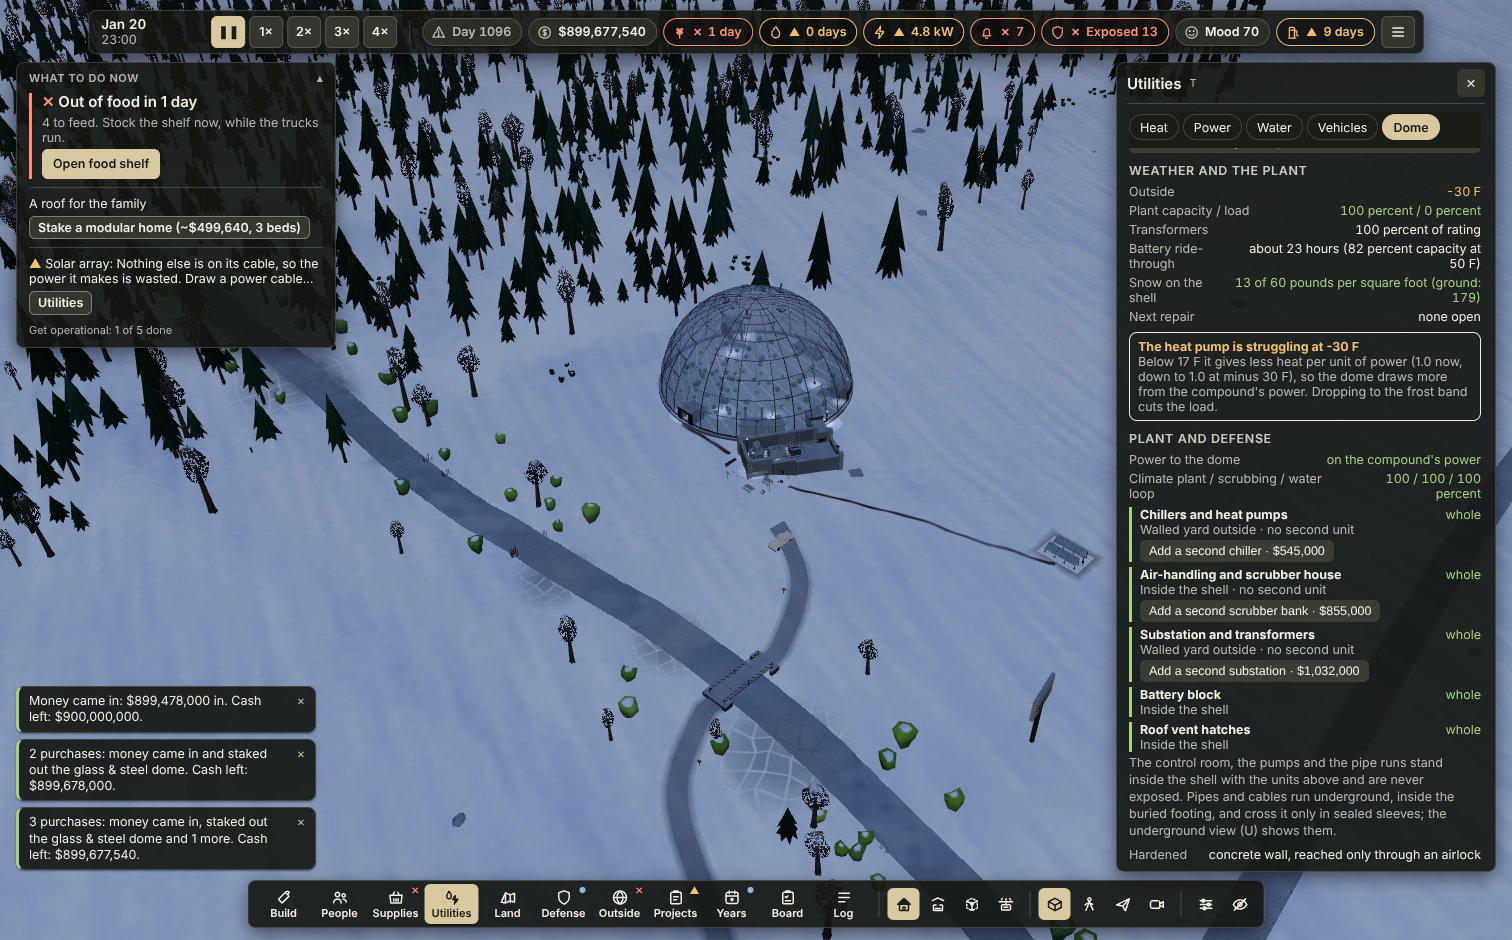 Jan 20
23:00
1×
2×
3×
4×
Day 1096
$899,677,540
× 1 day
0 days
4.8 kW
× 7
× Exposed 13
Mood 70
9 days
WHAT TO DO NOW
× Out of food in 1 day
4 to feed. Stock the shelf now, while the trucks
run.
Open food shelf
A roof for the family
Stake a modular home (~$499,640, 3 beds)
Solar array: Nothing else is on its cable, so the
power it makes is wasted. Draw a power cable...
Utilities
Get operational: 1 of 5 done
Money came in: $899,478,000 in. Cash
left: $900,000,000.
×
2 purchases: money came in and staked
out the glass & steel dome. Cash left:
$899,678,000.
×
3 purchases: money came in, staked out
the glass & steel dome and 1 more. Cash
left: $899,677,540.
×
Utilities T
×
Heat
Power
Water
Vehicles
Dome
WEATHER AND THE PLANT
Outside -30 F
Plant capacity / load 100 percent / 0 percent
Transformers 100 percent of rating
Battery ride-through about 23 hours (82 percent capacity at 50 F)
Snow on the shell 13 of 60 pounds per square foot (ground: 179)
Next repair none open
The heat pump is struggling at -30 F
Below 17 F it gives less heat per unit of power (1.0 now,
down to 1.0 at minus 30 F), so the dome draws more
from the compound's power. Dropping to the frost band
cuts the load.
PLANT AND DEFENSE
Power to the dome on the compound's power
Climate plant / scrubbing / water loop 100 / 100 / 100 percent
Chillers and heat pumps whole
Walled yard outside · no second unit
Add a second chiller · $545,000
Air-handling and scrubber house whole
Inside the shell · no second unit
Add a second scrubber bank · $855,000
Substation and transformers whole
Walled yard outside · no second unit
Add a second substation · $1,032,000
Battery block whole
Inside the shell
Roof vent hatches whole
Inside the shell
The control room, the pumps and the pipe runs stand
inside the shell with the units above and are never
exposed. Pipes and cables run underground, inside the
buried footing, and cross it only in sealed sleeves; the
underground view (U) shows them.
Hardened concrete wall, reached only through an airlock
Build
People
Supplies
Utilities
Land
Defense
Outside
Projects
Years
Board
Log